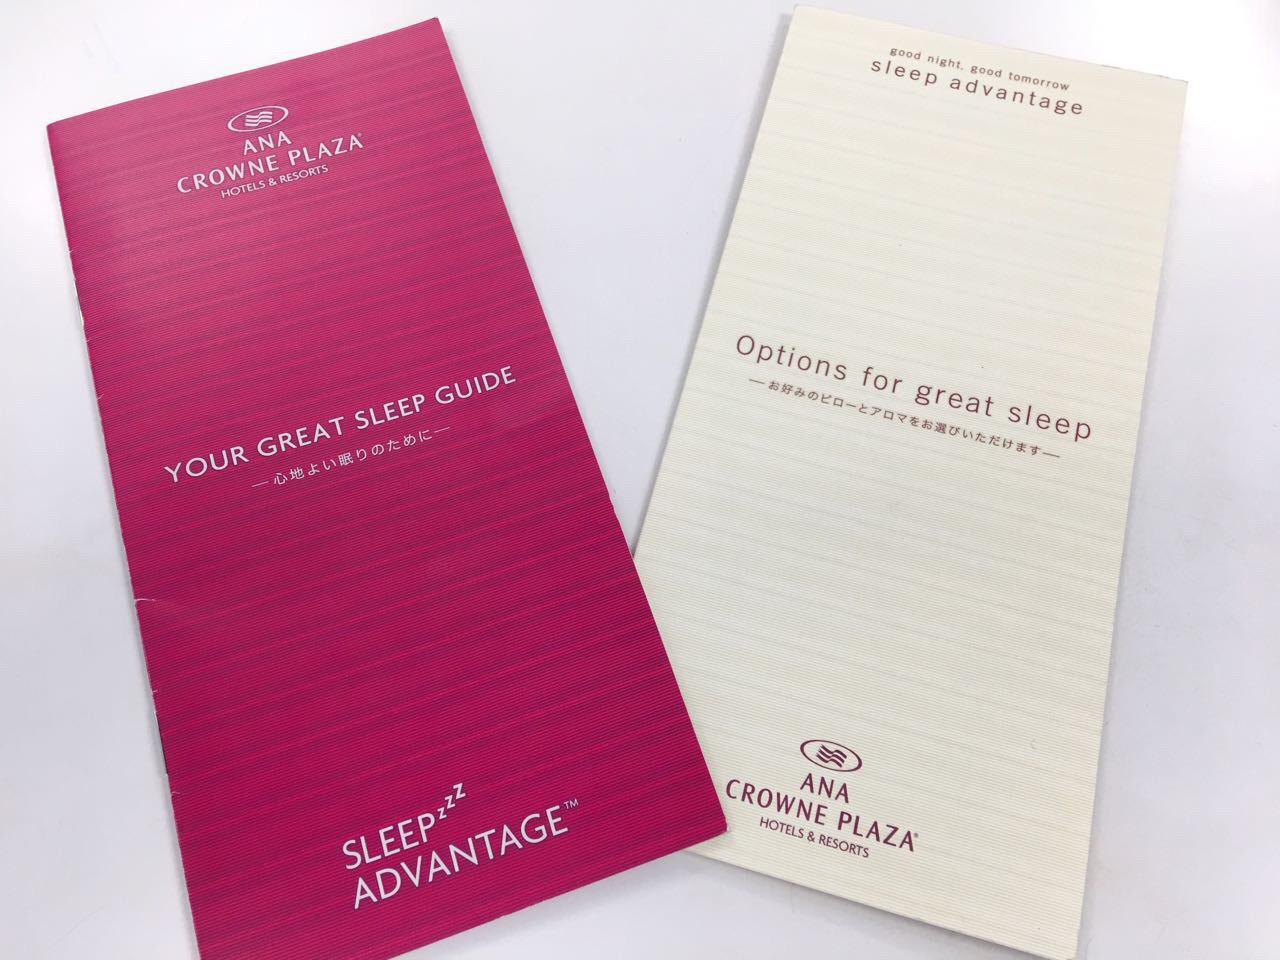 ANA
CROWNE PLAZA®
HOTELS & RESORTS
YOUR GREAT SLEEP GUIDE
—心地よい眠りのために—
SLEEPzzz
ADVANTAGE™
good night, good tomorrow
sleep advantage
Options for great sleep
—お好みのピローとアロマをお選びいただけます—
ANA
CROWNE PLAZA®
HOTELS & RESORTS